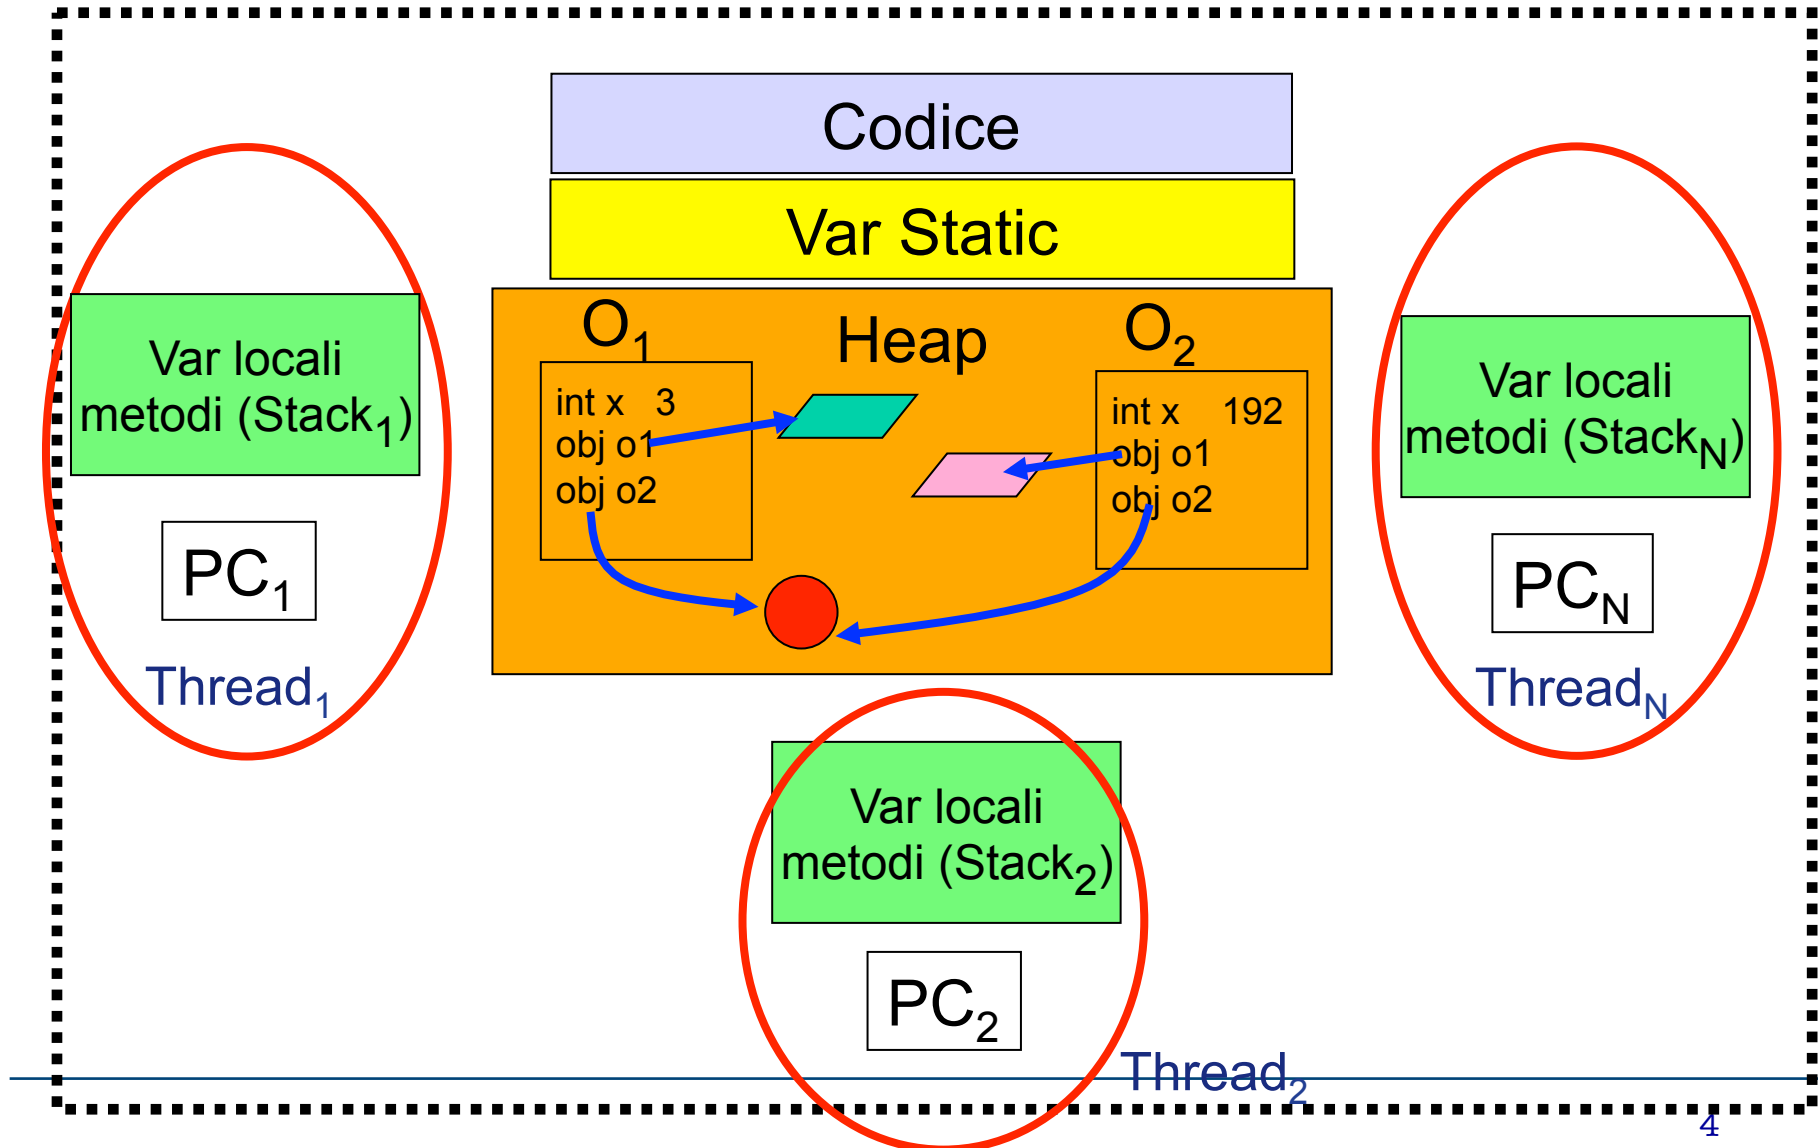 Codice
Var Static
O1 Heap O2
int x 3
obj o1
obj o2
int x 192
obj o1
obj o2
Var locali
metodi (Stack1)
PC1
Thread1
Var locali
metodi (StackN)
PCN
ThreadN
Var locali
metodi (Stack2)
PC2
Thread2
4